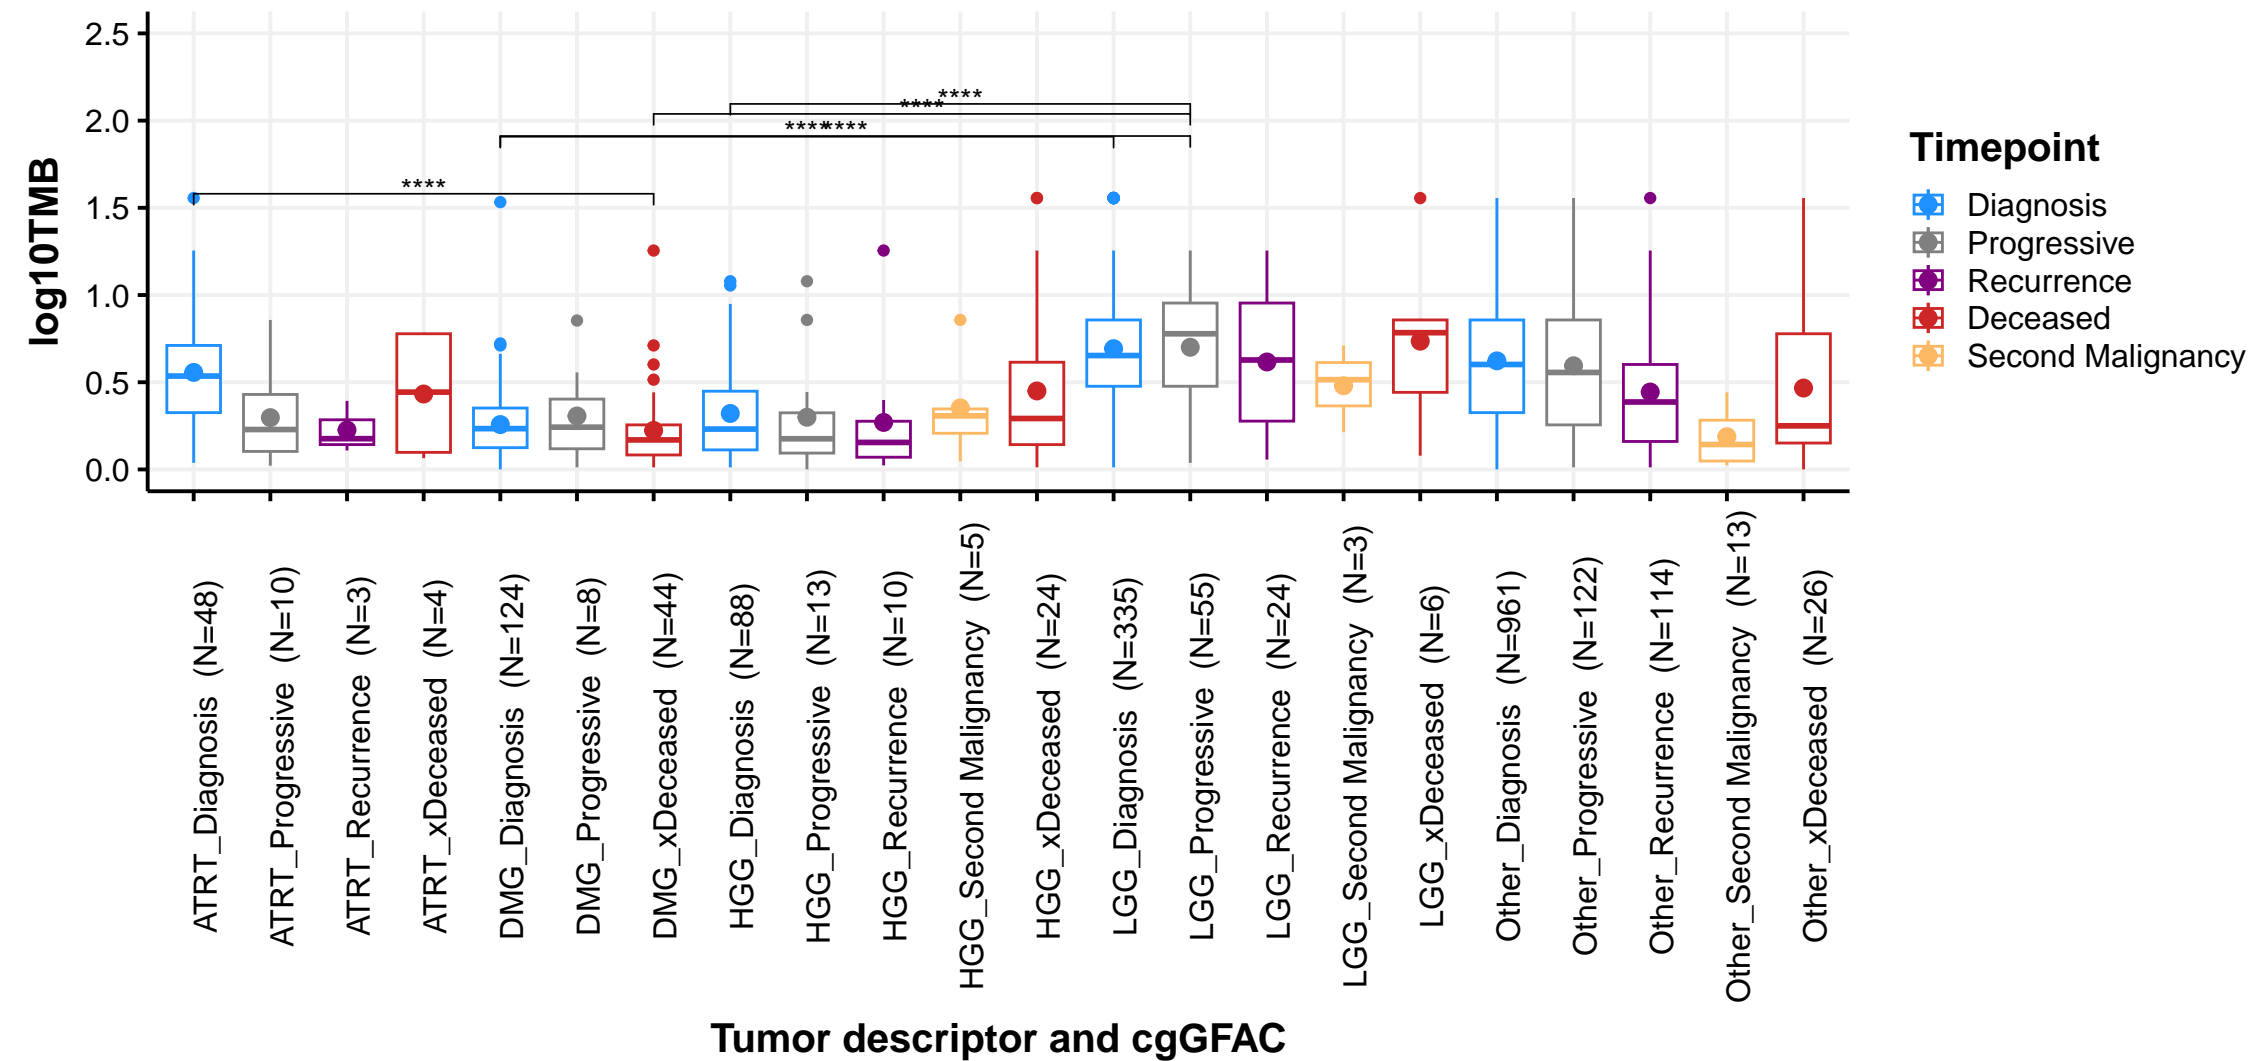 log10TMB
2.5
2.0
1.5
1.0
0.5
0.0
****
****
****
****
****
ATRT_Diagnosis (N=48)
ATRT_Progressive (N=10)
ATRT_Recurrence (N=3)
ATRT_xDeceased (N=4)
DMG_Diagnosis (N=124)
DMG_Progressive (N=8)
DMG_xDeceased (N=44)
HGG_Diagnosis (N=88)
HGG_Progressive (N=13)
HGG_Recurrence (N=10)
HGG_Second Malignancy (N=5)
HGG_xDeceased (N=24)
LGG_Diagnosis (N=335)
LGG_Progressive (N=55)
LGG_Recurrence (N=24)
LGG_Second Malignancy (N=3)
LGG_xDeceased (N=6)
Other_Diagnosis (N=961)
Other_Progressive (N=122)
Other_Recurrence (N=114)
Other_Second Malignancy (N=13)
Other_xDeceased (N=26)
Tumor descriptor and cgGFAC
Timepoint
Diagnosis
Progressive
Recurrence
Deceased
Second Malignancy